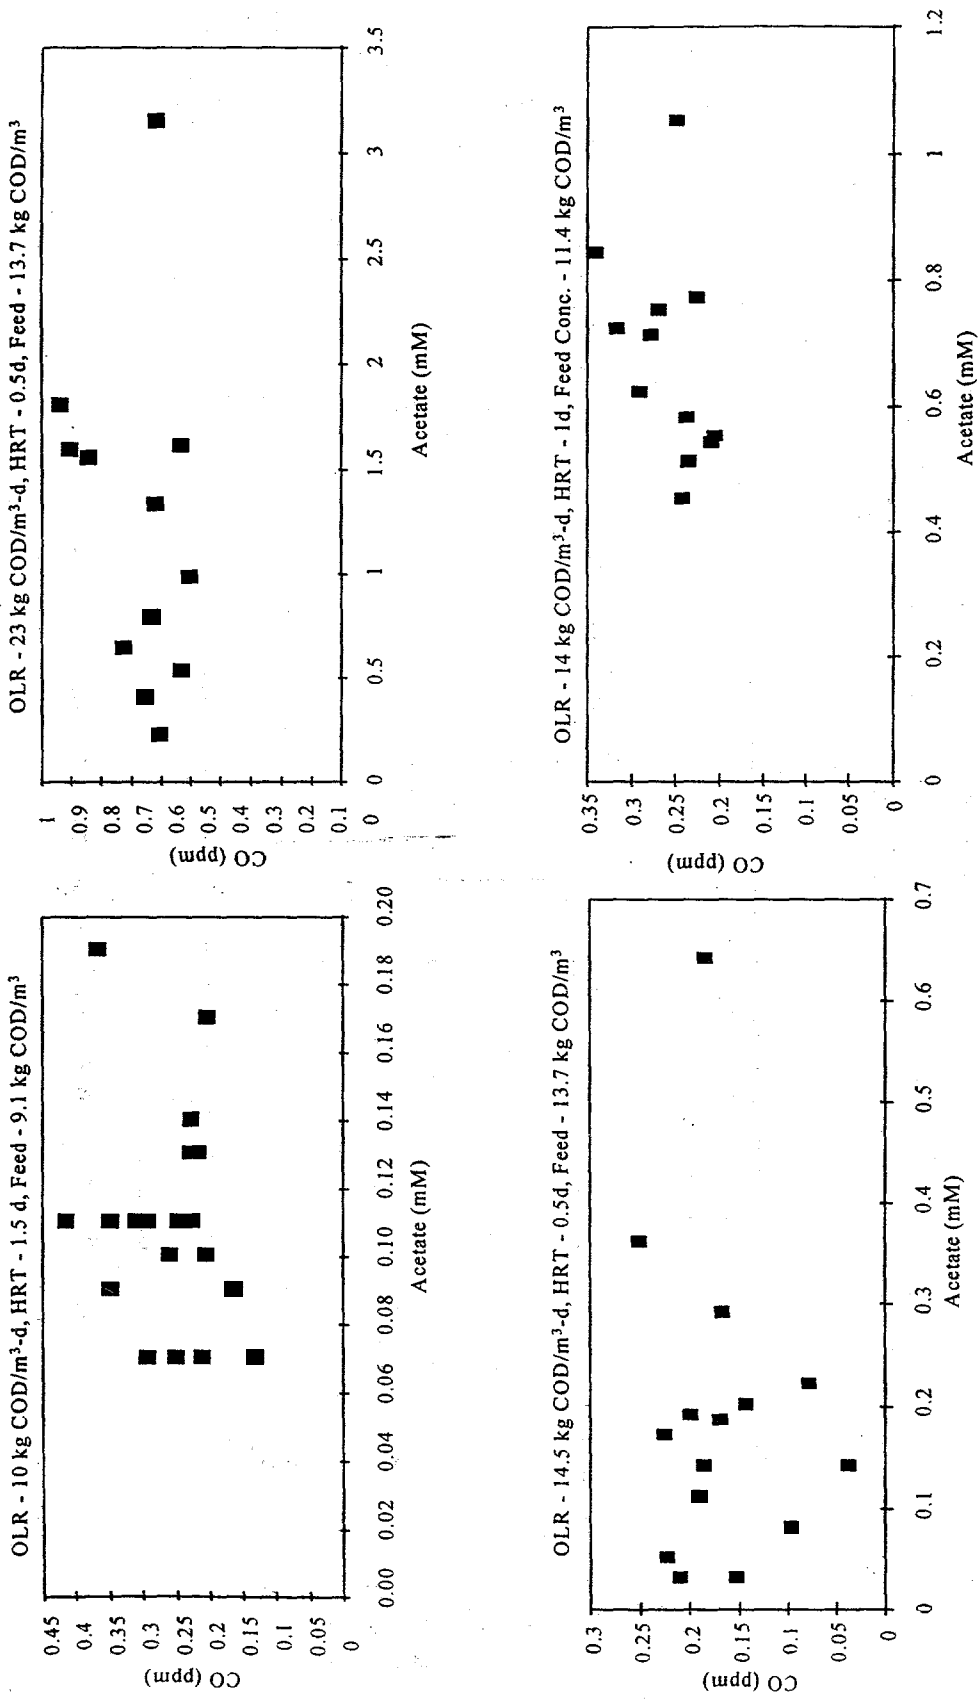 OLR - 10 kg COD/m³-d, HRT - 1.5 d, Feed - 9.1 kg COD/m³
0.45
0.4
0.35
0.3
0.25
0.2
0.15
0.1
0.05
0
CO (ppm)
0.00 0.02 0.04 0.06 0.08 0.10 0.12 0.14 0.16 0.18 0.20
Acetate (mM)
OLR - 23 kg COD/m³-d, HRT - 0.5d, Feed - 13.7 kg COD/m³
1
0.9
0.8
0.7
0.6
0.5
0.4
0.3
0.2
0.1
0
CO (ppm)
0 0.5 1 1.5 2 2.5 3 3.5
Acetate (mM)
OLR - 14.5 kg COD/m³-d, HRT - 0.5d, Feed - 13.7 kg COD/m³
0.3
0.25
0.2
0.15
0.1
0.05
0
CO (ppm)
0 0.1 0.2 0.3 0.4 0.5 0.6 0.7
Acetate (mM)
OLR - 14 kg COD/m³-d, HRT - 1d, Feed Conc. - 11.4 kg COD/m³
0.35
0.3
0.25
0.2
0.15
0.1
0.05
0
CO (ppm)
0 0.2 0.4 0.6 0.8 1 1.2
Acetate (mM)